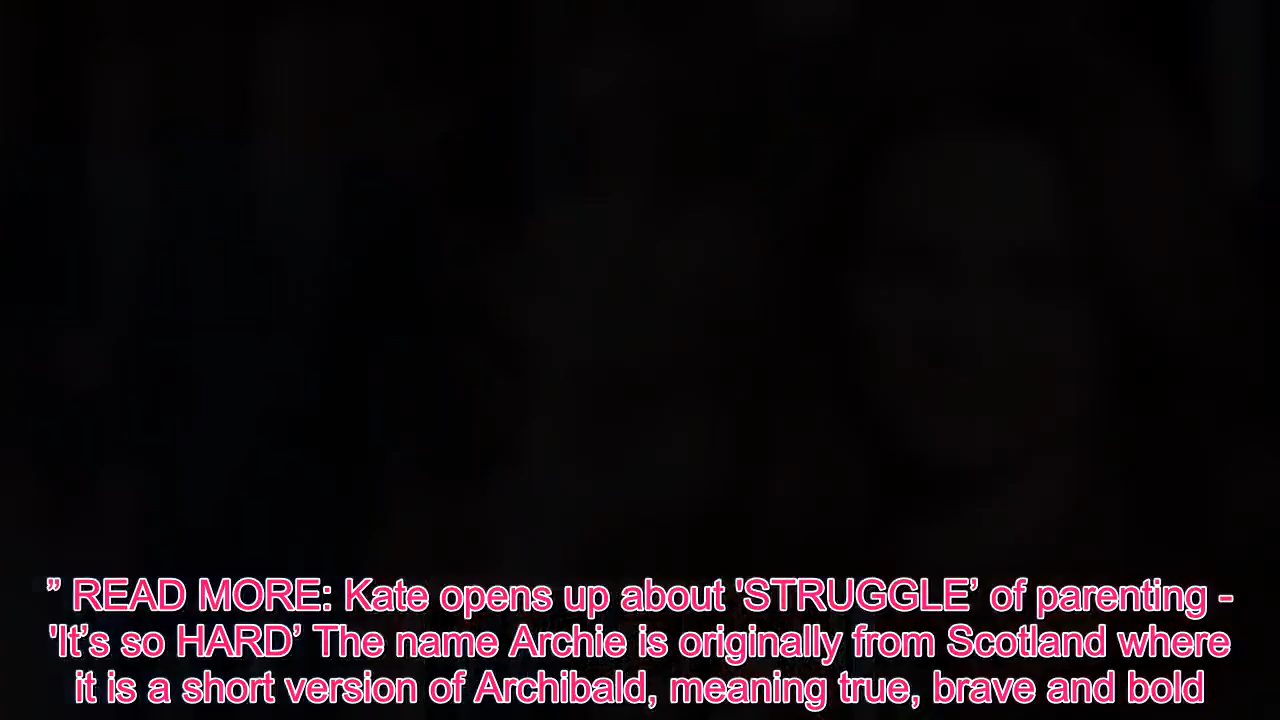 ” READ MORE: Kate opens up about 'STRUGGLE’ of parenting -
'It’s so HARD’ The name Archie is originally from Scotland where
it is a short version of Archibald, meaning true, brave and bold